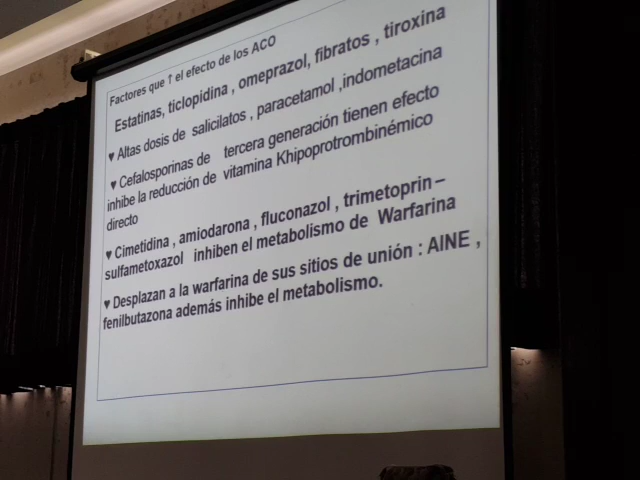 Factores que ↑ el efecto de los ACO
Estatinas, ticlopidina , omeprazol, fibratos , tiroxina
♥ Altas dosis de salicilatos , paracetamol ,indometacina
♥ Cefalosporinas de tercera generación tienen efecto
inhibe la reducción de vitamina Khipoprotrombinémico
directo
♥ Cimetidina , amiodarona , fluconazol , trimetoprin –
sulfametoxazol inhiben el metabolismo de Warfarina
♥ Desplazan a la warfarina de sus sitios de unión : AINE ,
fenilbutazona además inhibe el metabolismo.